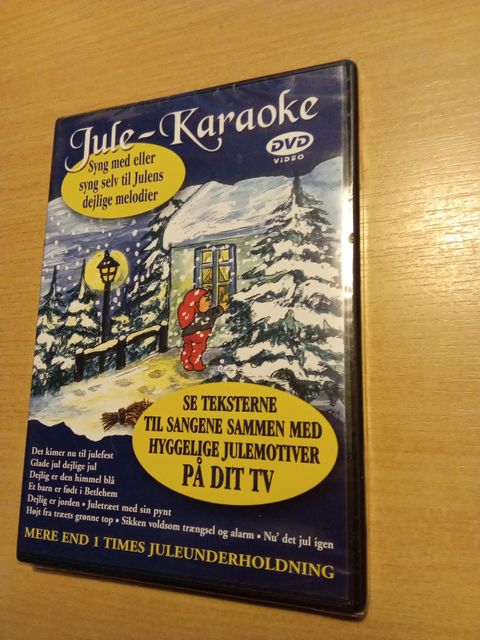 Jule-Karaoke
DVD
VIDEO
Syng med eller
syng selv til Julens
dejlige melodier
SE TEKSTERNE
TIL SANGENE SAMMEN MED
HYGGELIGE JULEMOTIVER
PÅ DIT TV
Det kimer nu til julefest
Glade jul dejlige jul
Dejlig er den himmel blå
Et barn er født i Betlehem
Dejlig er jorden • Juletræet med sin pynt
Højt fra træets grønne top • Sikken voldsom trængsel og alarm • Nu' det jul igen
MERE END 1 TIMES JULEUNDERHOLDNING